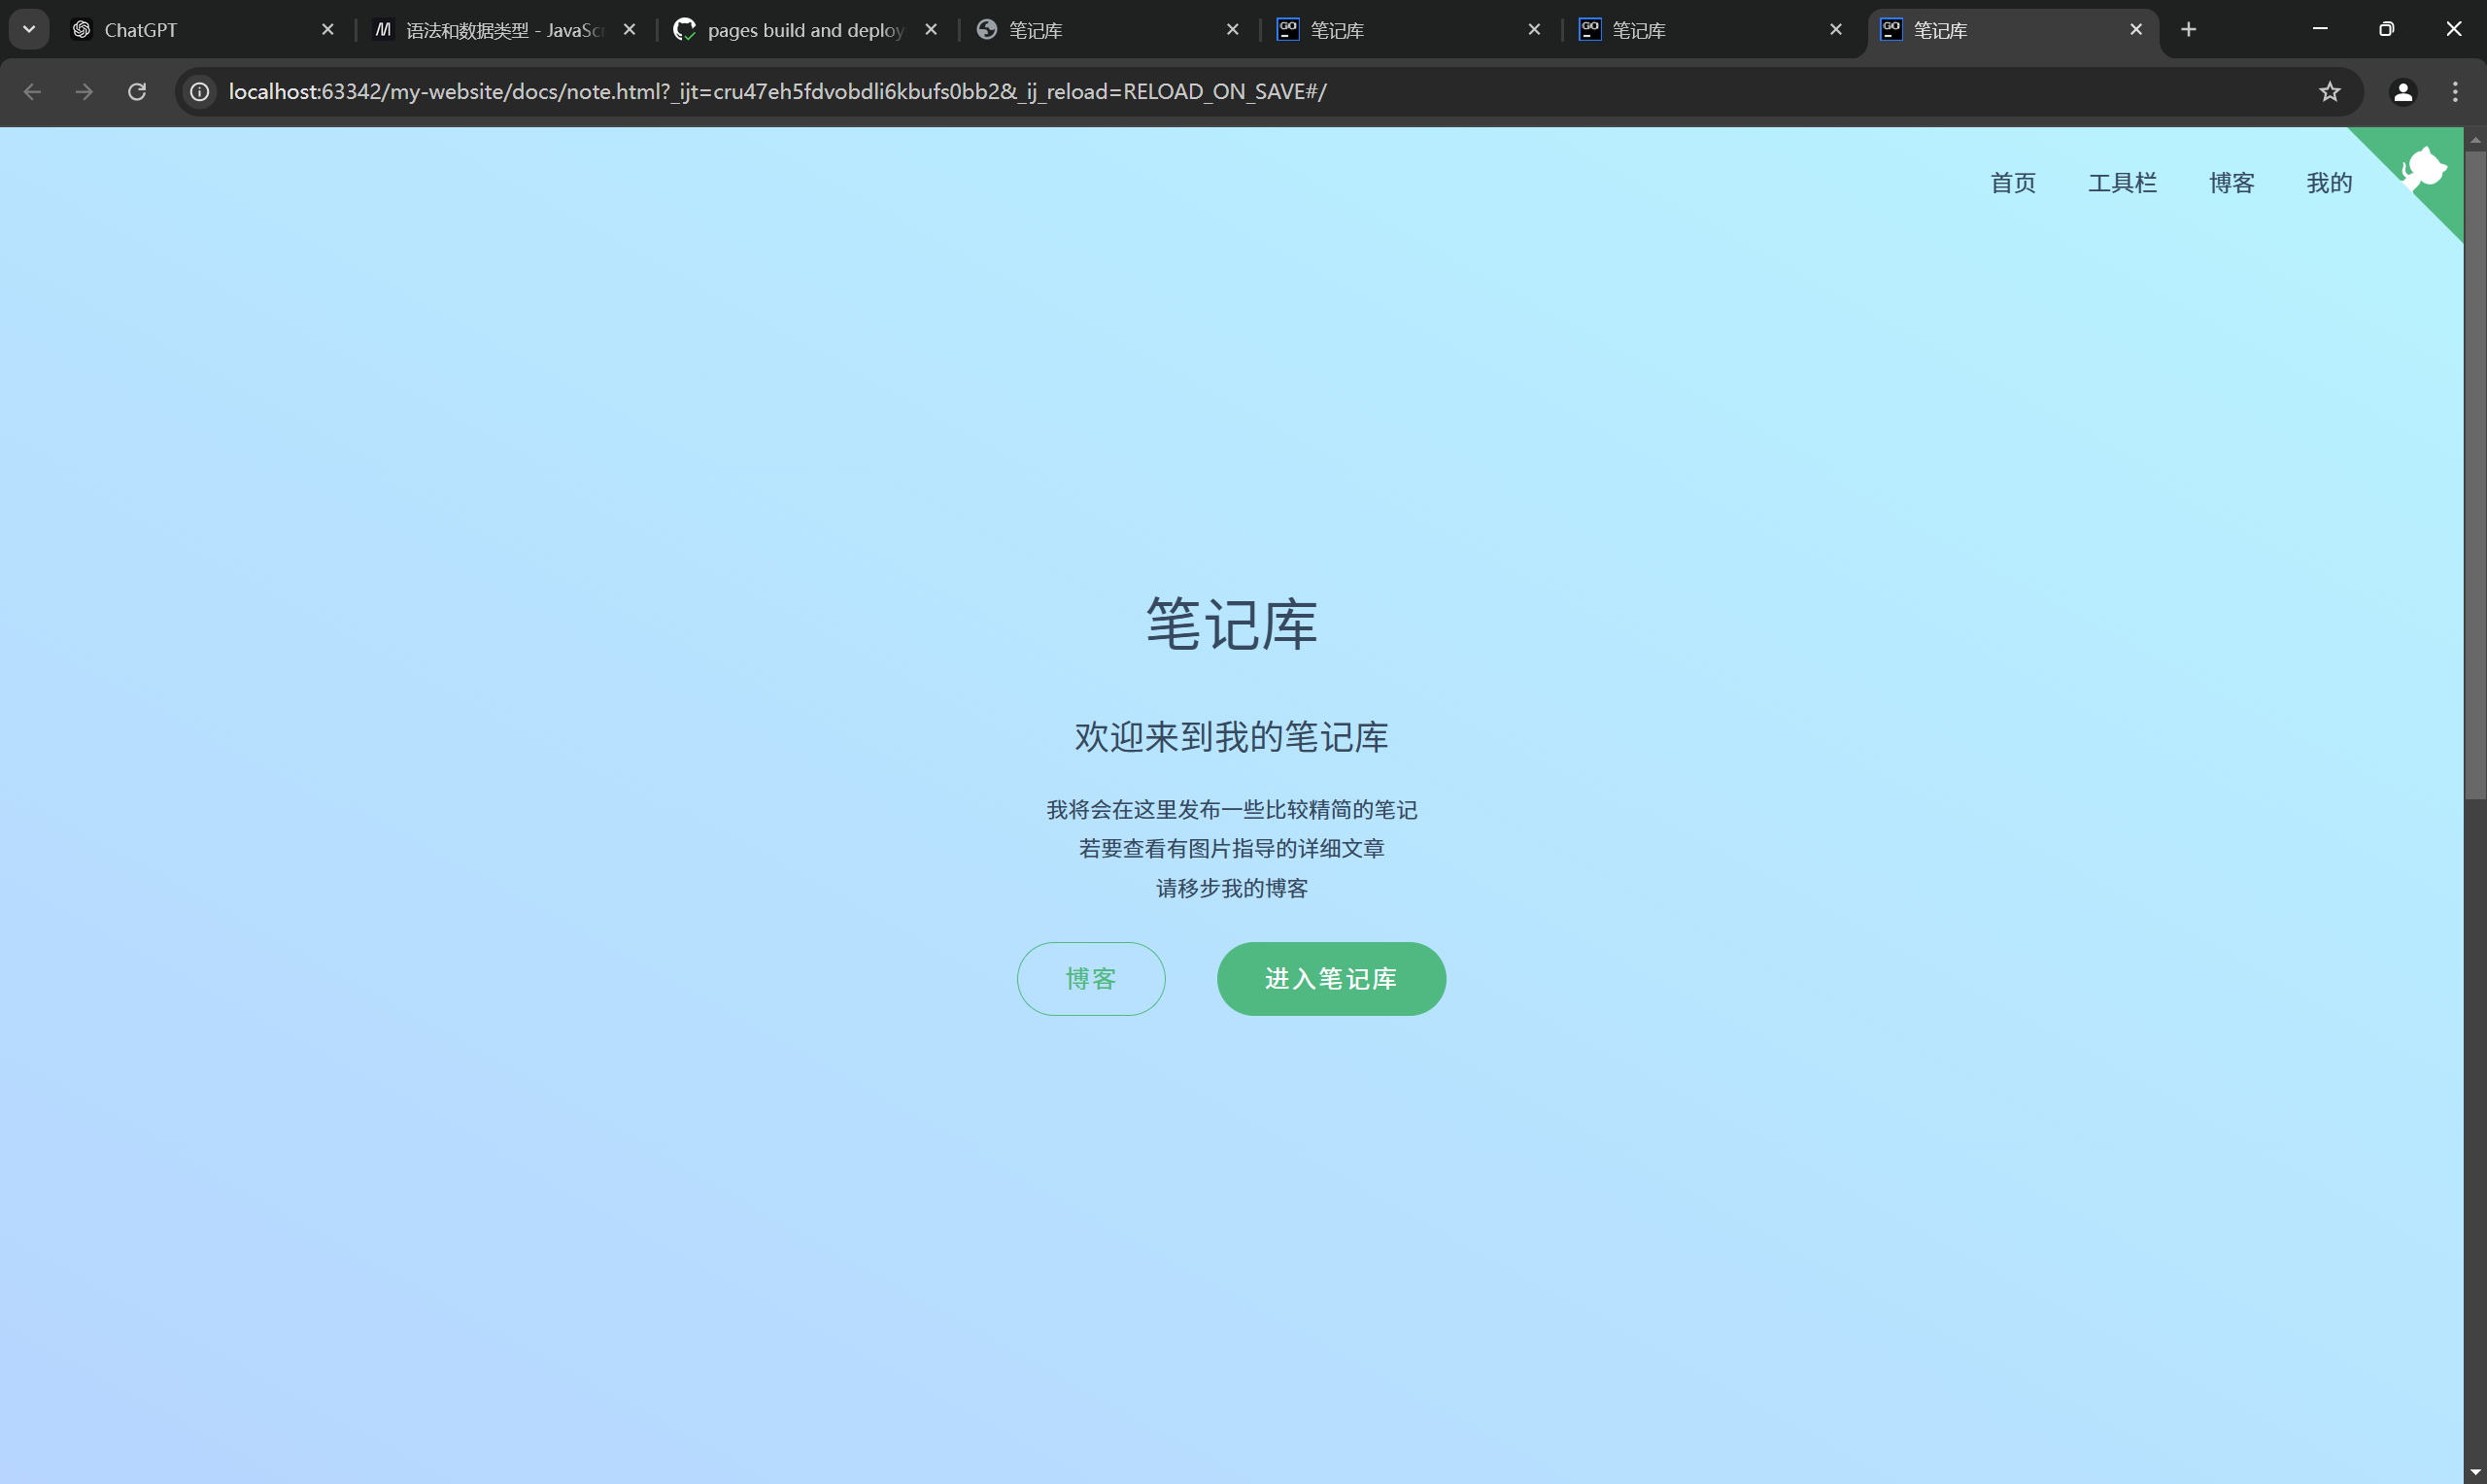 ChatGPT
语法和数据类型 - JavaScr
pages build and deploy
笔记库
笔记库
笔记库
笔记库
localhost:63342/my-website/docs/note.html?_ijt=cru47eh5fdvobdli6kbufs0bb2&_ij_reload=RELOAD_ON_SAVE#/
首页 工具栏 博客 我的
笔记库
欢迎来到我的笔记库
我将会在这里发布一些比较精简的笔记
若要查看有图片指导的详细文章
请移步我的博客
博客 进入笔记库